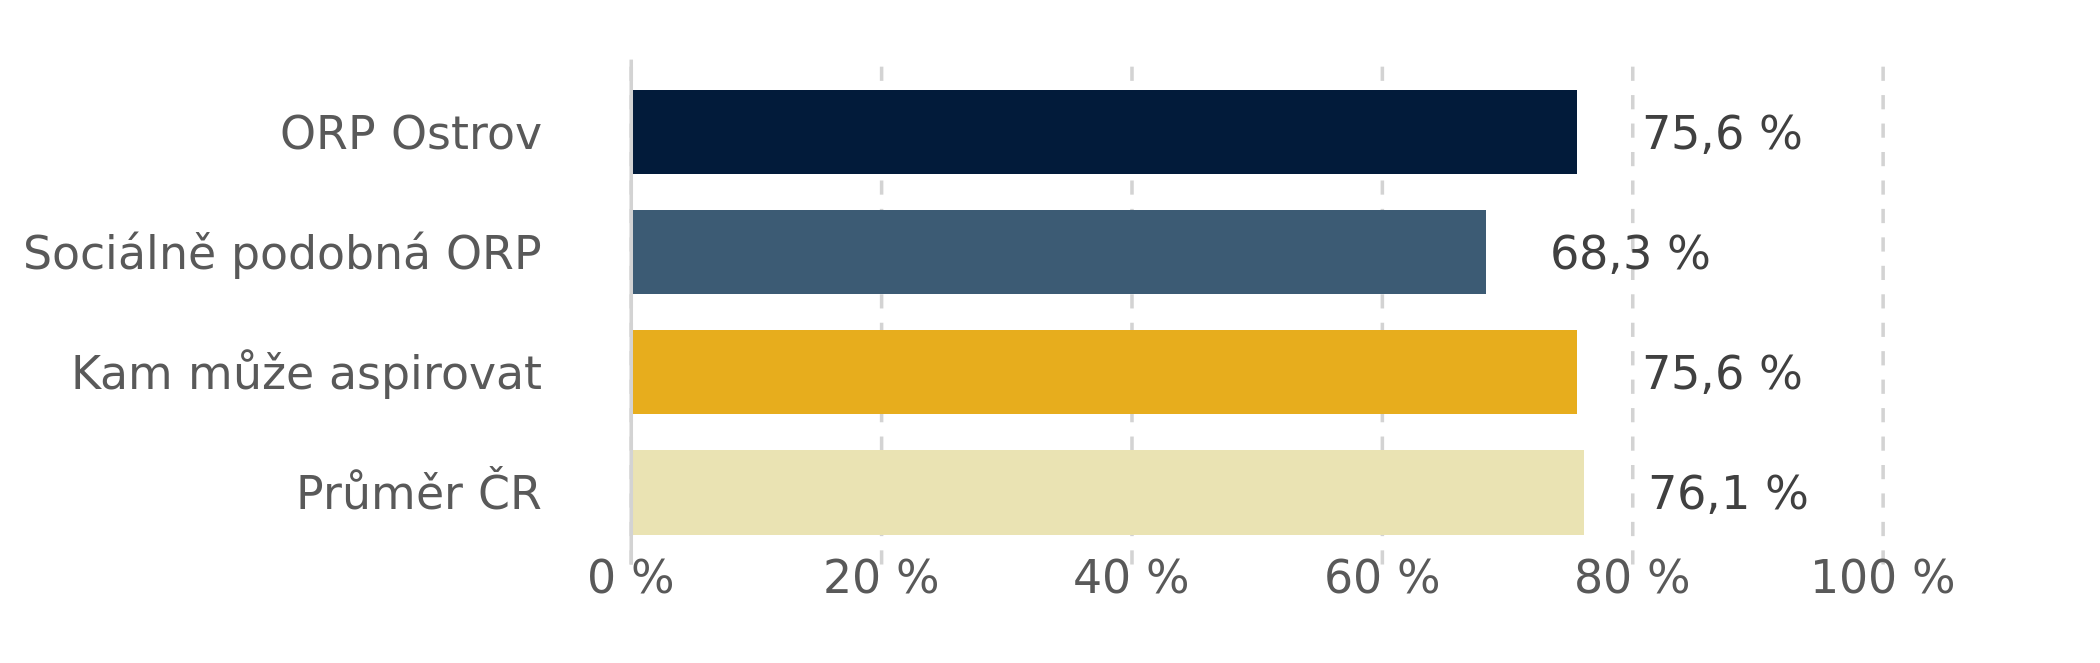 ORP Ostrov 75,6 %
Sociálně podobná ORP 68,3 %
Kam může aspirovat 75,6 %
Průměr ČR 76,1 %
0 % 20 % 40 % 60 % 80 % 100 %